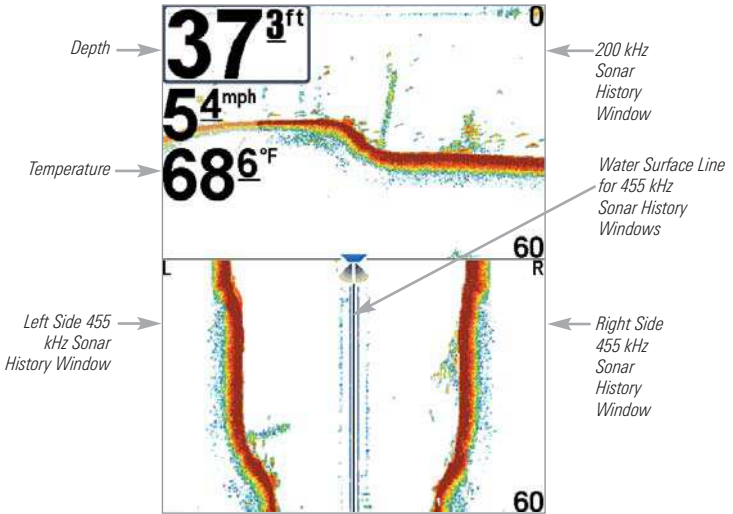 Depth
Temperature
37 3 ft
5 4 mph
68 6 °F
0
60
200 kHz
Sonar
History
Window
Water Surface Line
for 455 kHz
Sonar History
Windows
L
R
60
Left Side 455
kHz Sonar
History Window
Right Side
455 kHz
Sonar
History
Window